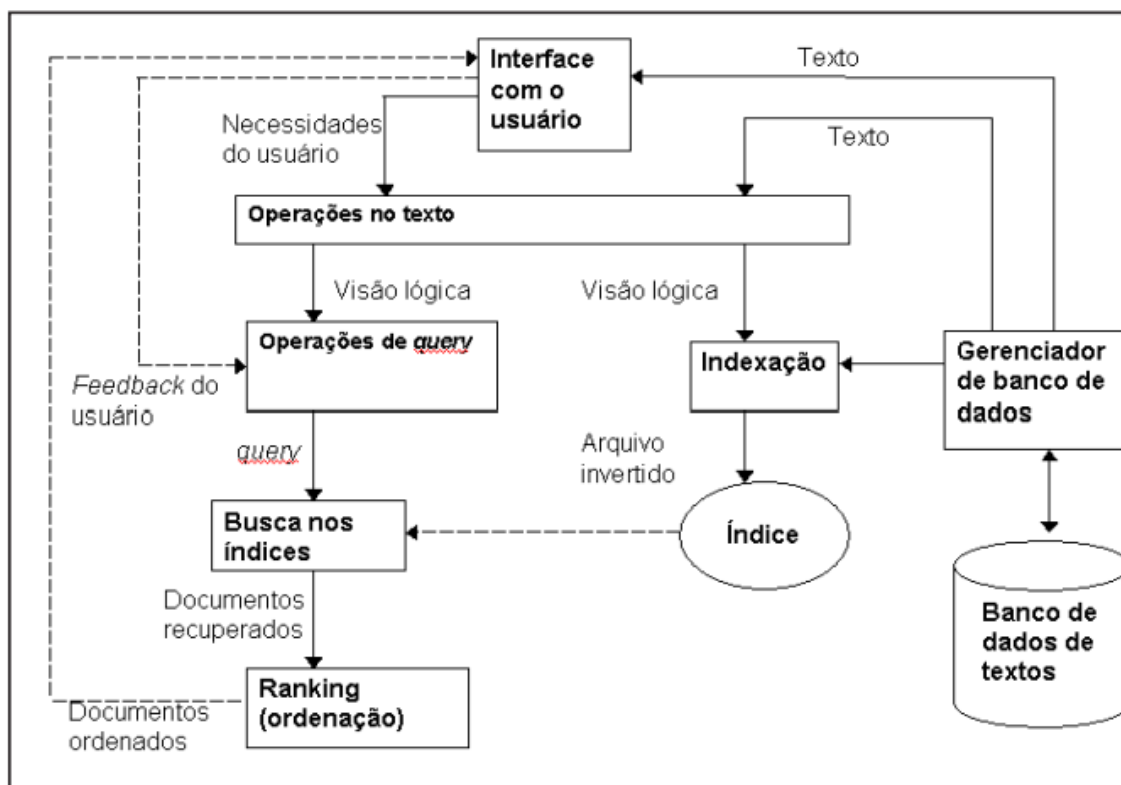 Interface
com o
usuário
Texto
Necessidades
do usuário
Texto
Operações no texto
Visão lógica
Visão lógica
Operações de query
Indexação
Gerenciador
de banco de
dados
Feedback do
usuário
query
Arquivo
invertido
Busca nos
índices
Índice
Documentos
recuperados
Banco de
dados de
textos
Ranking
(ordenação)
Documentos
ordenados